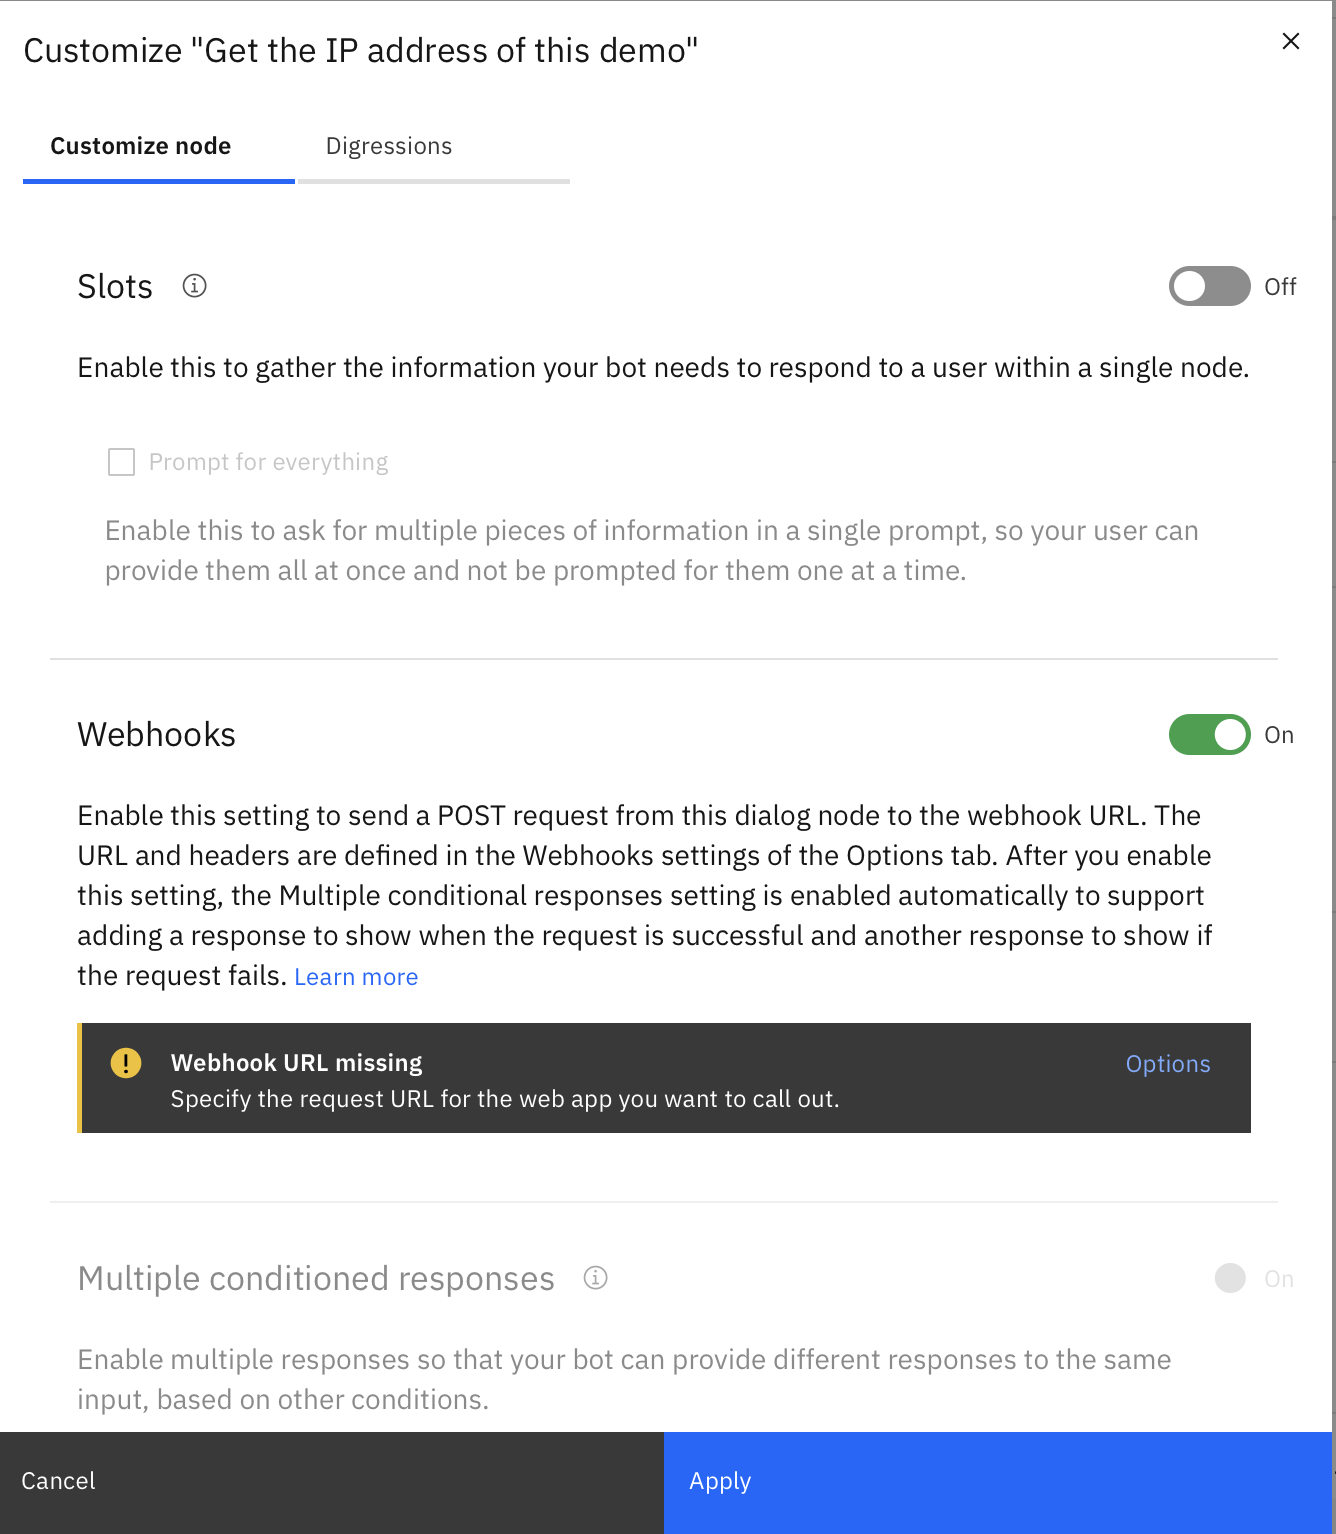 Customize "Get the IP address of this demo"
Customize node
Digressions
Slots
Off
Enable this to gather the information your bot needs to respond to a user within a single node.
Prompt for everything
Enable this to ask for multiple pieces of information in a single prompt, so your user can
provide them all at once and not be prompted for them one at a time.
Webhooks
On
Enable this setting to send a POST request from this dialog node to the webhook URL. The
URL and headers are defined in the Webhooks settings of the Options tab. After you enable
this setting, the Multiple conditional responses setting is enabled automatically to support
adding a response to show when the request is successful and another response to show if
the request fails. Learn more
Webhook URL missing
Options
Specify the request URL for the web app you want to call out.
Multiple conditioned responses
On
Enable multiple responses so that your bot can provide different responses to the same
input, based on other conditions.
Cancel
Apply